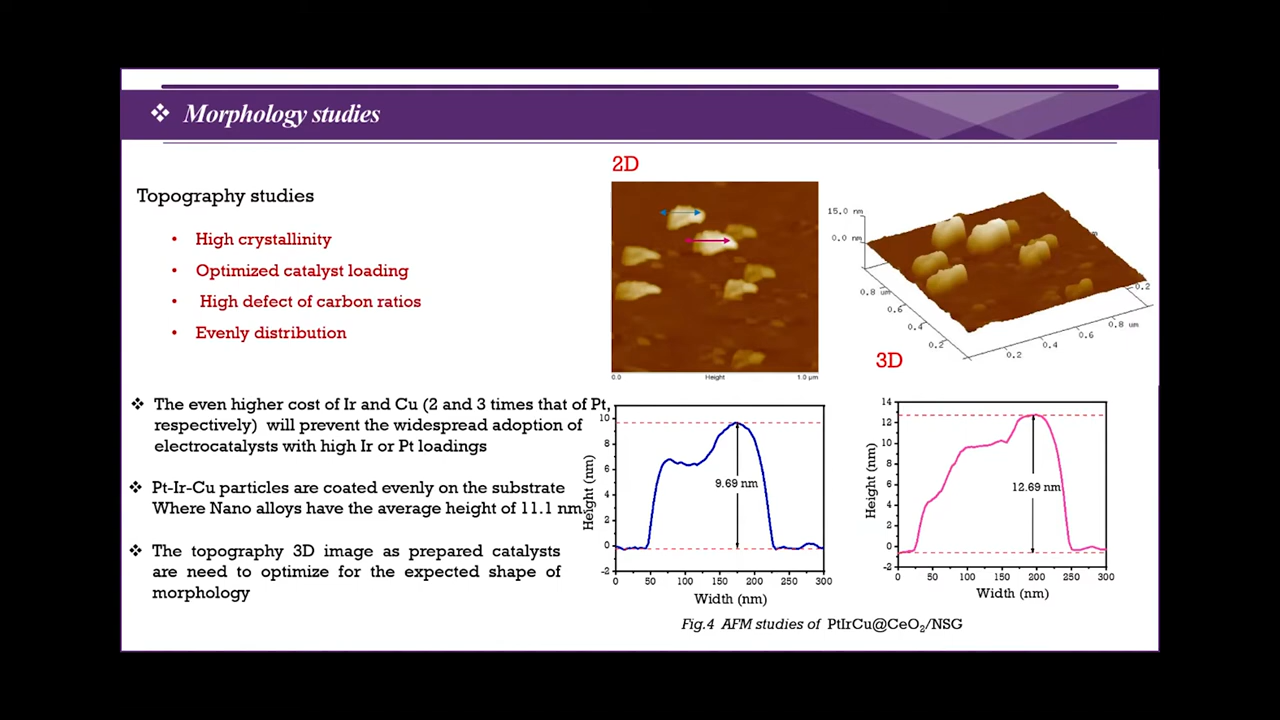 ❖ Morphology studies
Topography studies
• High crystallinity
• Optimized catalyst loading
• High defect of carbon ratios
• Evenly distribution
❖ The even higher cost of Ir and Cu (2 and 3 times that of Pt,
respectively) will prevent the widespread adoption of
electrocatalysts with high Ir or Pt loadings
❖ Pt-Ir-Cu particles are coated evenly on the substrate
Where Nano alloys have the average height of 11.1 nm.
❖ The topography 3D image as prepared catalysts
are need to optimize for the expected shape of
morphology
2D
0.0 Height 1.0 µm
15.0 nm
0.0 nm
0.8 um
0.6
0.4
0.2
0.2
0.4
0.6
0.8 um
0.2
3D
Height (nm)
10
8
6
4
2
0
-2
9.69 nm
0 50 100 150 200 250 300
Width (nm)
Height (nm)
14
12
10
8
6
4
2
0
-2
12.69 nm
0 50 100 150 200 250 300
Width (nm)
Fig.4 AFM studies of PtIrCu@CeO₂/NSG